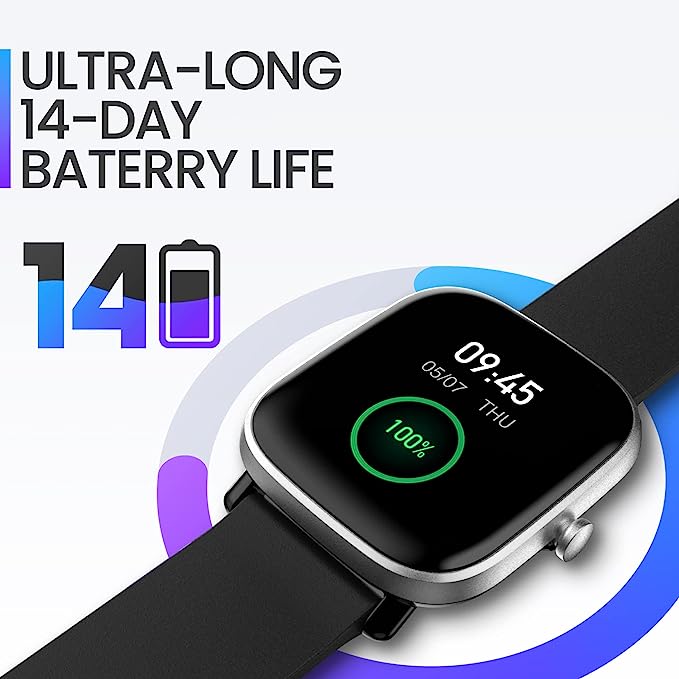 ULTRA-LONG
14-DAY
BATERRY LIFE
14
09:45
05/07 THU
100%